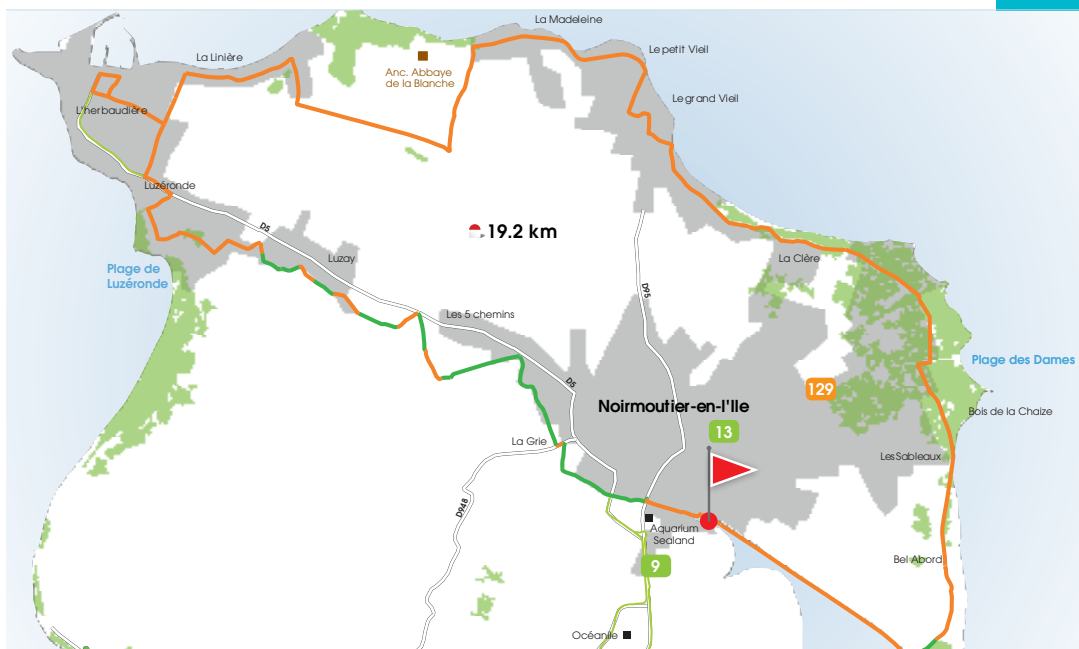 La Madeleine
Le petit Vieil
La Linière
Anc. Abbaye
de la Blanche
Le grand Vieil
L'herbaudière
Luzéronde
D5
19.2 km
Plage de
Luzéronde
Luzay
La Clère
D95
Les 5 chemins
Plage des Dames
D5
129
Noirmoutier-en-l'Ile
Bois de la Chaize
13
La Grie
Les Sableaux
D948
Aquarium
Sealand
Bel Abord
9
Océanile